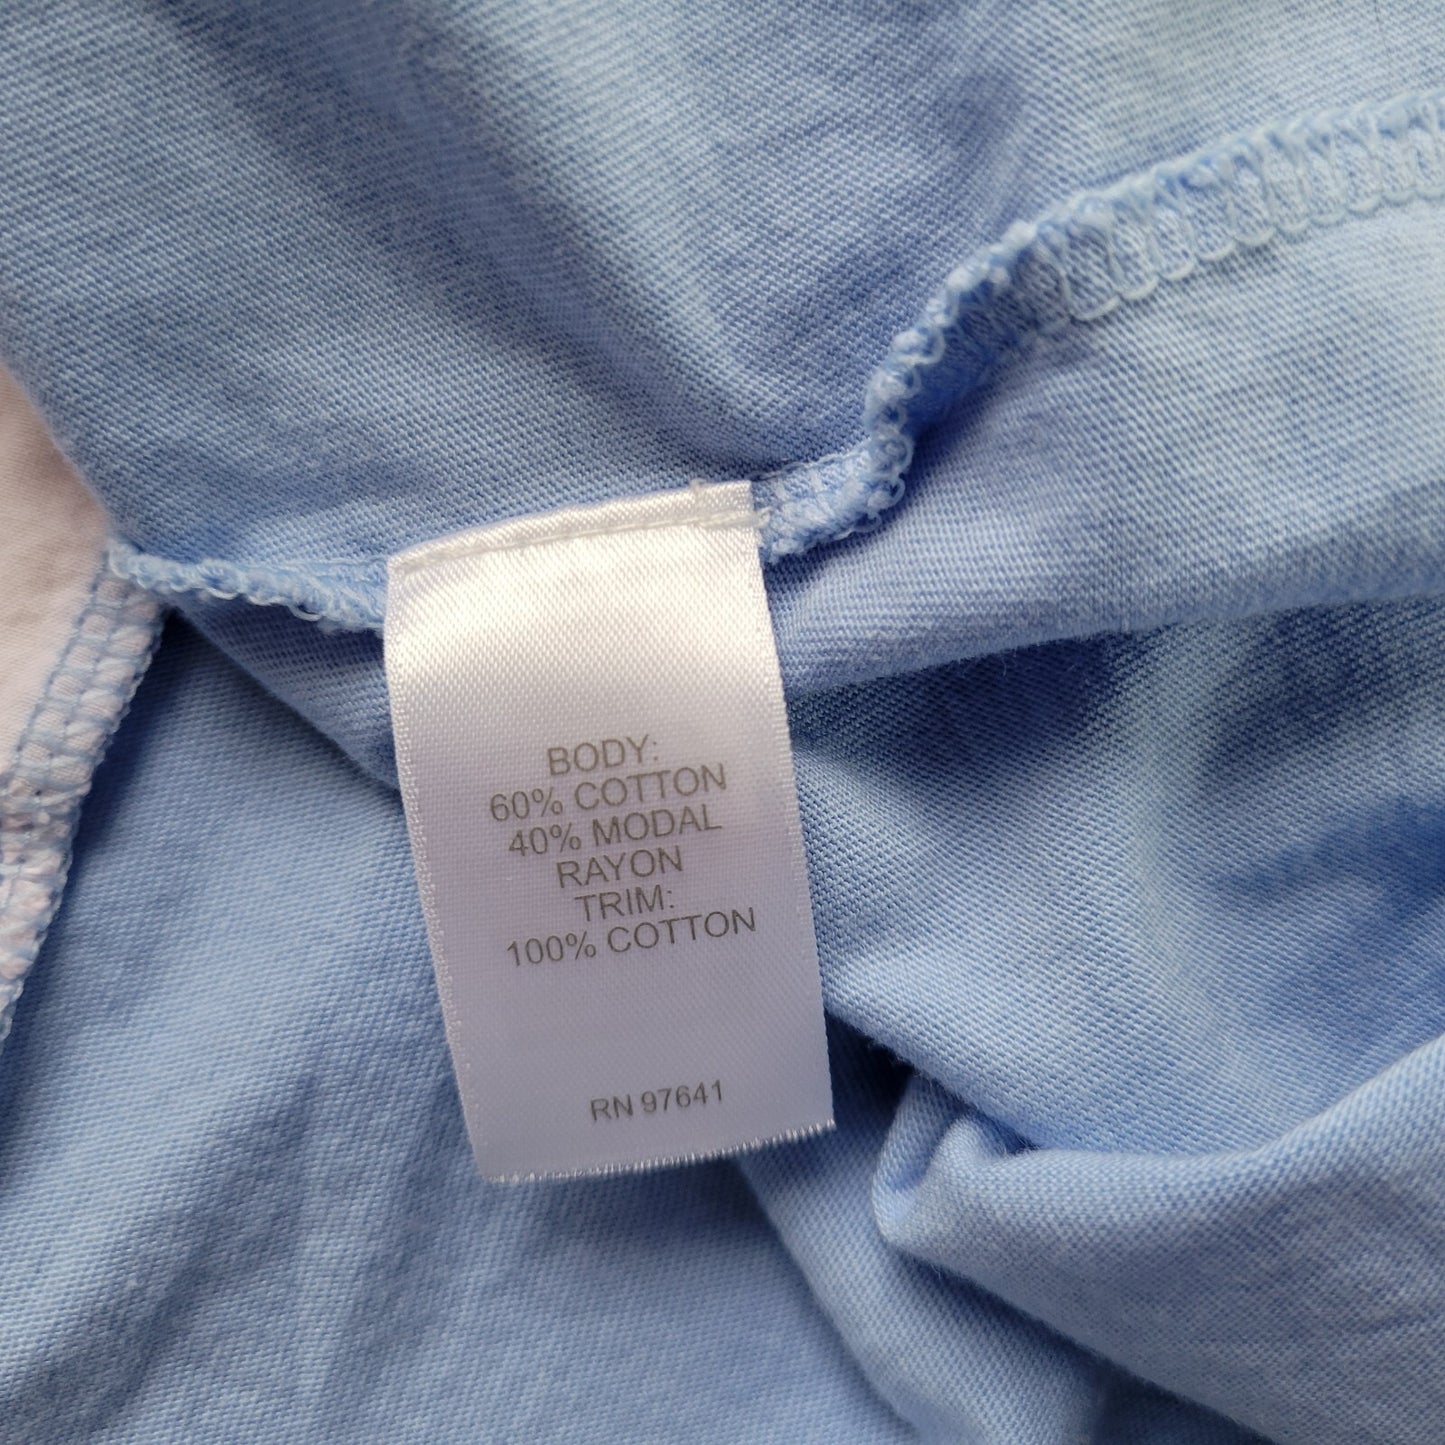 BODY:
60% COTTON
40% MODAL
RAYON
TRIM:
100% COTTON
RN 97641